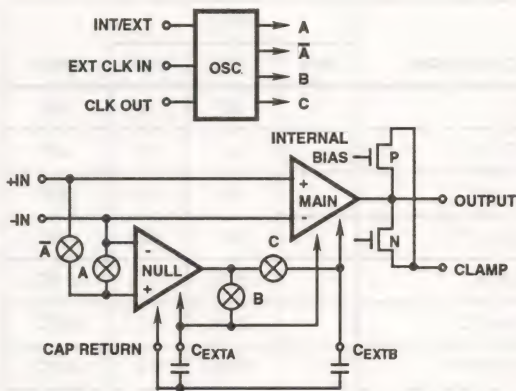 INT/EXT
EXT CLK IN
CLK OUT
OSC.
A
A̅
B
C
INTERNAL
BIAS
P
+IN
-IN
+
MAIN
-
OUTPUT
N
CLAMP
A̅
A
-
NULL
+
C
B
CAP RETURN
CEXTA
CEXTB